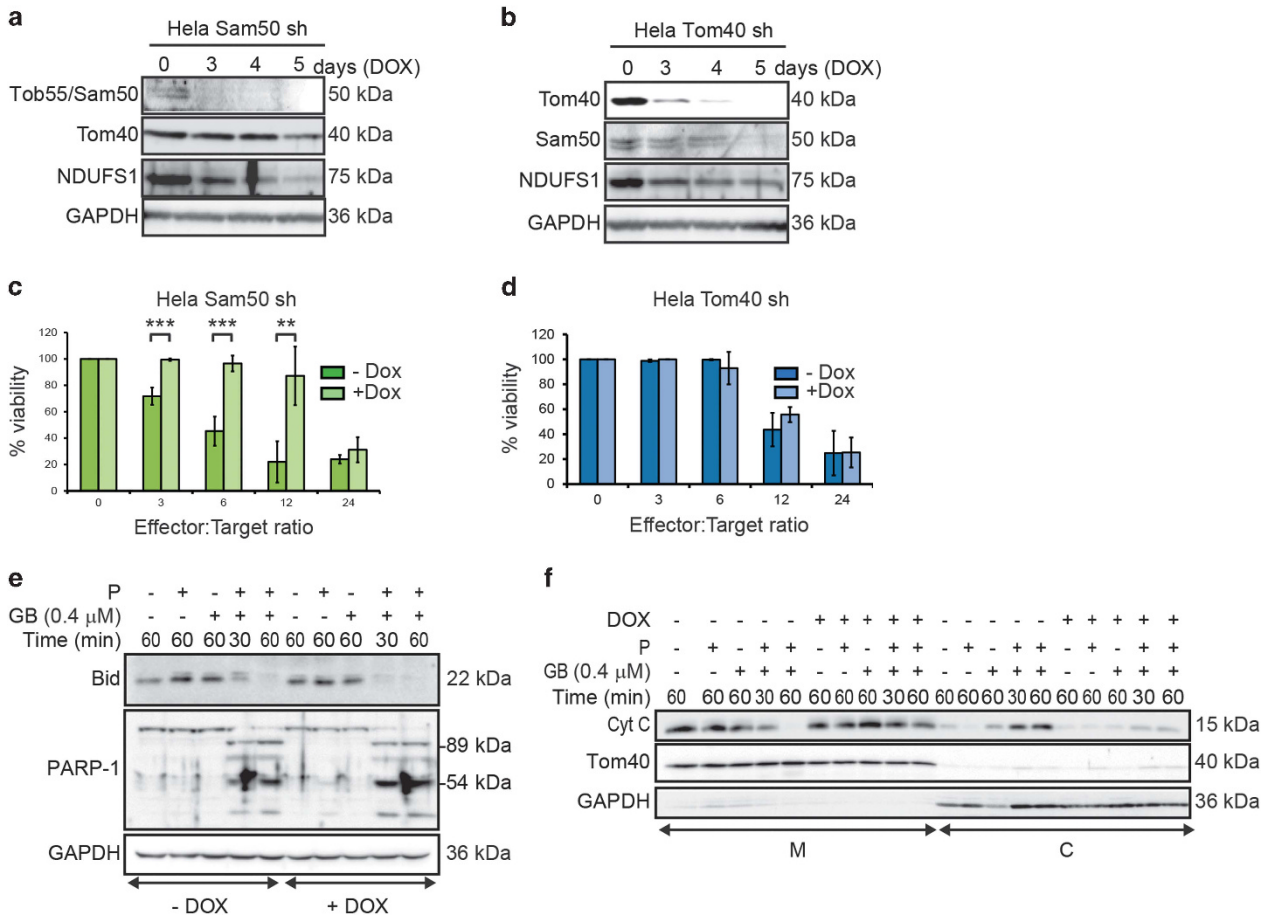 a
Hela Sam50 sh
0 3 4 5 days (DOX)
Tob55/Sam50 50 kDa
Tom40 40 kDa
NDUFS1 75 kDa
GAPDH 36 kDa
b
Hela Tom40 sh
0 3 4 5 days (DOX)
Tom40 40 kDa
Sam50 50 kDa
NDUFS1 75 kDa
GAPDH 36 kDa
c
Hela Sam50 sh
*** *** **
120
100
80
60
40
20
0
% viability
- Dox
+Dox
0 3 6 12 24
Effector:Target ratio
d
Hela Tom40 sh
120
100
80
60
40
20
0
% viability
- Dox
+Dox
0 3 6 12 24
Effector:Target ratio
e
P - + - + + - + - + +
GB (0.4 μM) - - + + + - - + + +
Time (min) 60 60 60 30 60 60 60 60 30 60
Bid 22 kDa
PARP-1
-89 kDa
-54 kDa
GAPDH 36 kDa
- DOX + DOX
f
DOX - - - - - + + + + + - - - - - + + + + +
P - + - + + - + - + + - + - + + - + - + +
GB (0.4 μM) - - + + + - - + + + - - + + + - - + + +
Time (min) 60 60 60 30 60 60 60 60 30 60 60 60 60 30 60 60 60 60 30 60
Cyt C 15 kDa
Tom40 40 kDa
GAPDH 36 kDa
M C